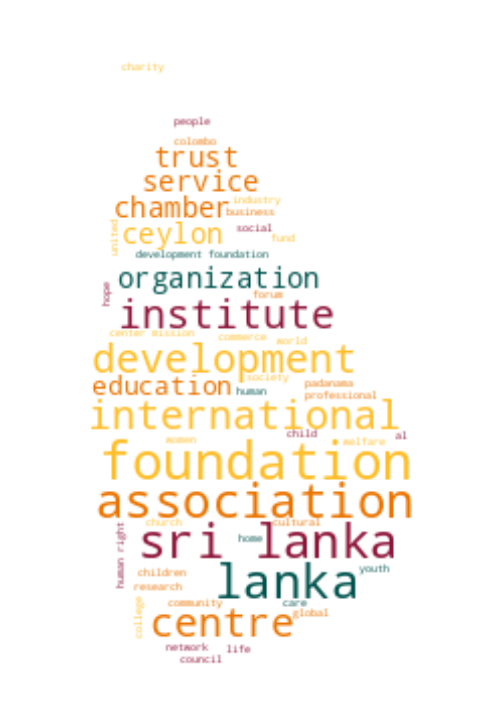 charity
people
colombo
trust
service
industry
chamber
business
united
ceylon
social
fund
development foundation
organization
hope
forum
institute
center mission
commerce
world
development
society
education
human
padanama
professional
international
child
al
women
welfare
foundation
association
church
cultural
human right
sri lanka
home
lanka
youth
children
research
community
care
college
centre
global
network
life
council